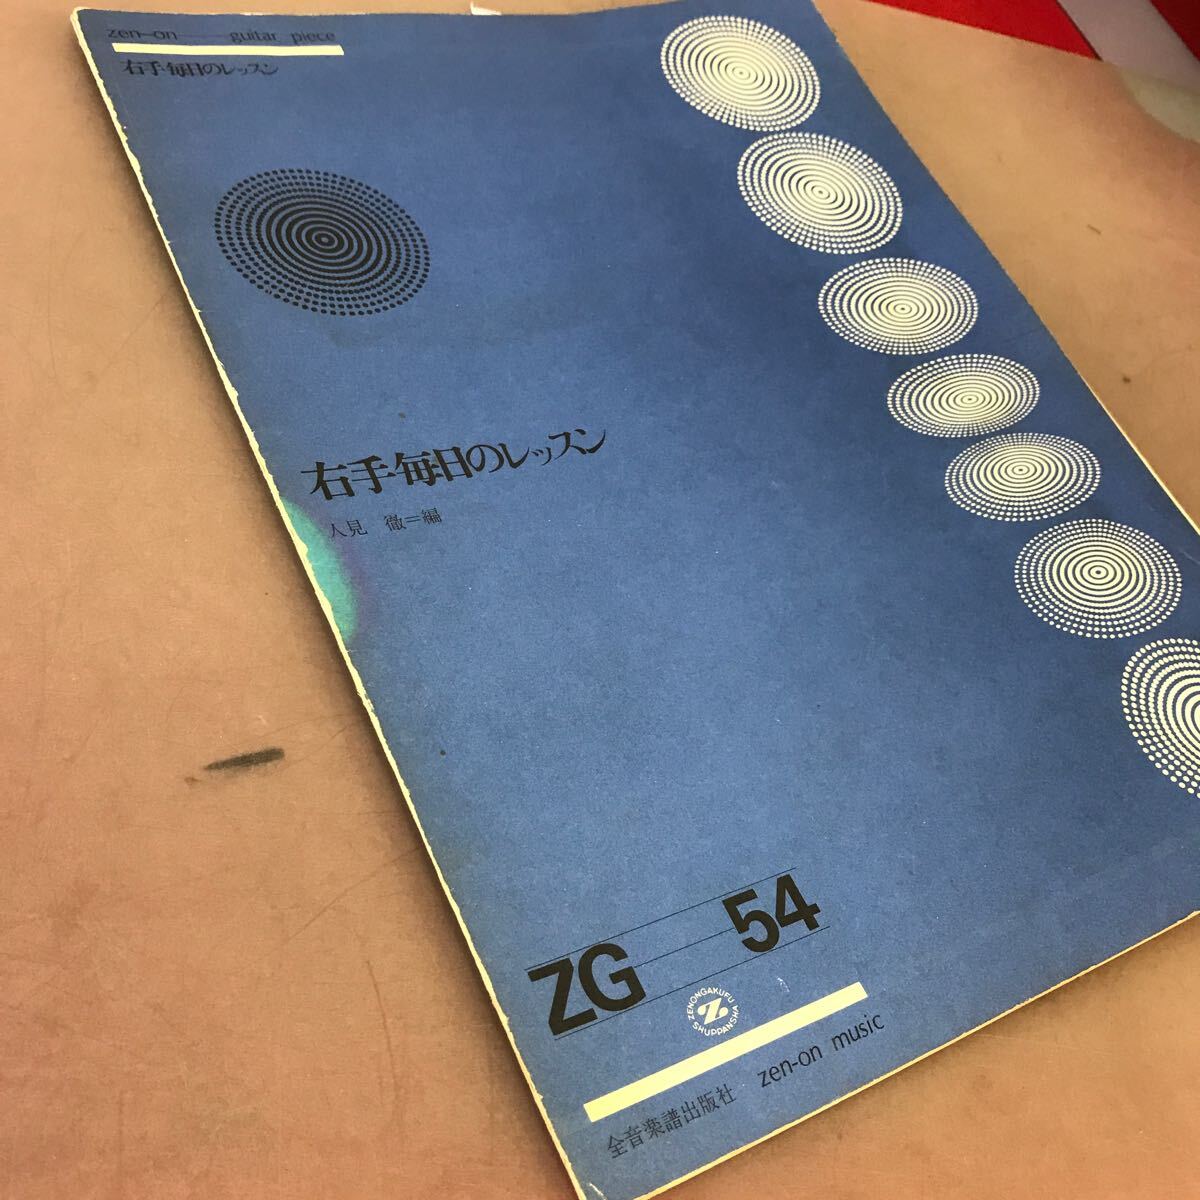 zen-on guitar piece
右手・毎日のレッスン
右手・毎日のレッスン
人見 徹＝編
ZG 54
ZENONGAKUFU
Z
SHUPPANSHA
全音楽譜出版社 zen-on music